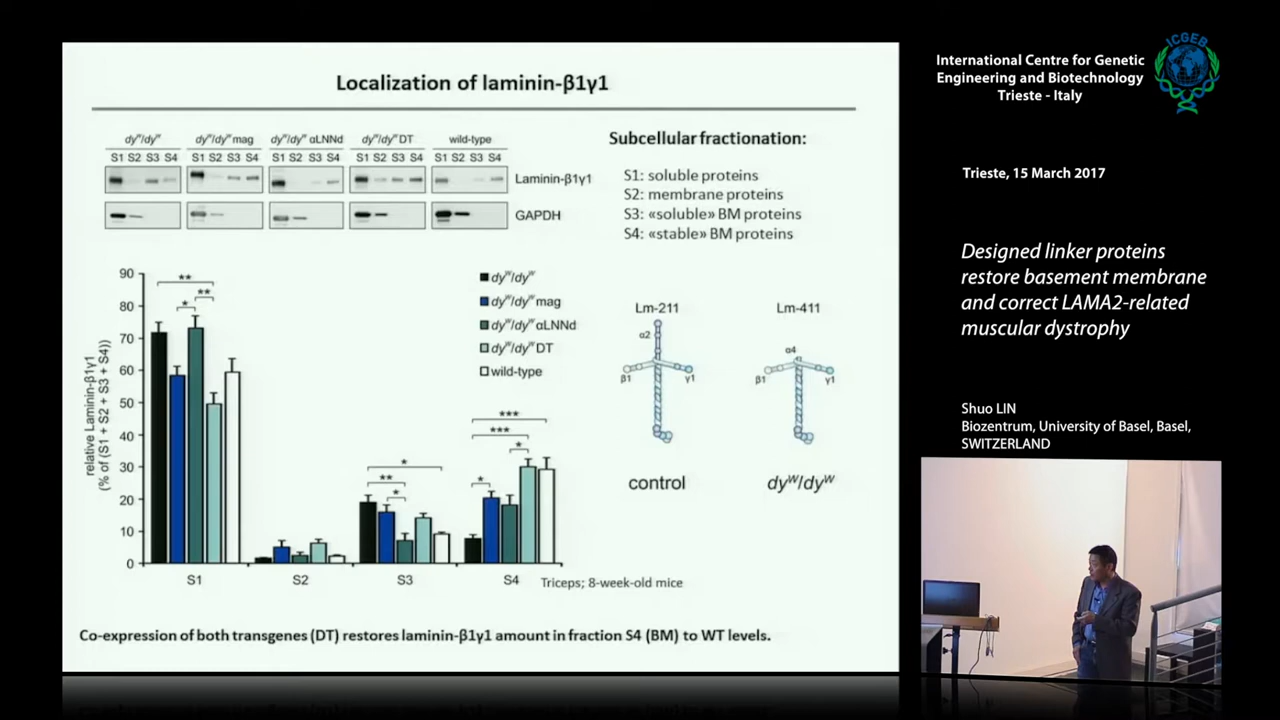 Localization of laminin-β1γ1
dyᵂ/dyᵂ dyᵂ/dyᵂ mag dyᵂ/dyᵂ αLNNd dyᵂ/dyᵂ DT wild-type
S1 S2 S3 S4 S1 S2 S3 S4 S1 S2 S3 S4 S1 S2 S3 S4 S1 S2 S3 S4
Laminin-β1γ1
GAPDH
Subcellular fractionation:
S1: soluble proteins
S2: membrane proteins
S3: «soluble» BM proteins
S4: «stable» BM proteins
relative Laminin-β1γ1
(% of (S1 + S2 + S3 + S4))
90
80
70
60
50
40
30
20
10
0
** ** *
* ** *
*** *** * *
S1 S2 S3 S4
dyᵂ/dyᵂ
dyᵂ/dyᵂ mag
dyᵂ/dyᵂ αLNNd
dyᵂ/dyᵂ DT
wild-type
Triceps; 8-week-old mice
Lm-211 Lm-411
α2 α4
β1 γ1 β1 γ1
control dyᵂ/dyᵂ
Co-expression of both transgenes (DT) restores laminin-β1γ1 amount in fraction S4 (BM) to WT levels.
International Centre for Genetic
Engineering and Biotechnology
Trieste - Italy
ICGEB
Trieste, 15 March 2017
Designed linker proteins
restore basement membrane
and correct LAMA2-related
muscular dystrophy
Shuo LIN
Biozentrum, University of Basel, Basel,
SWITZERLAND